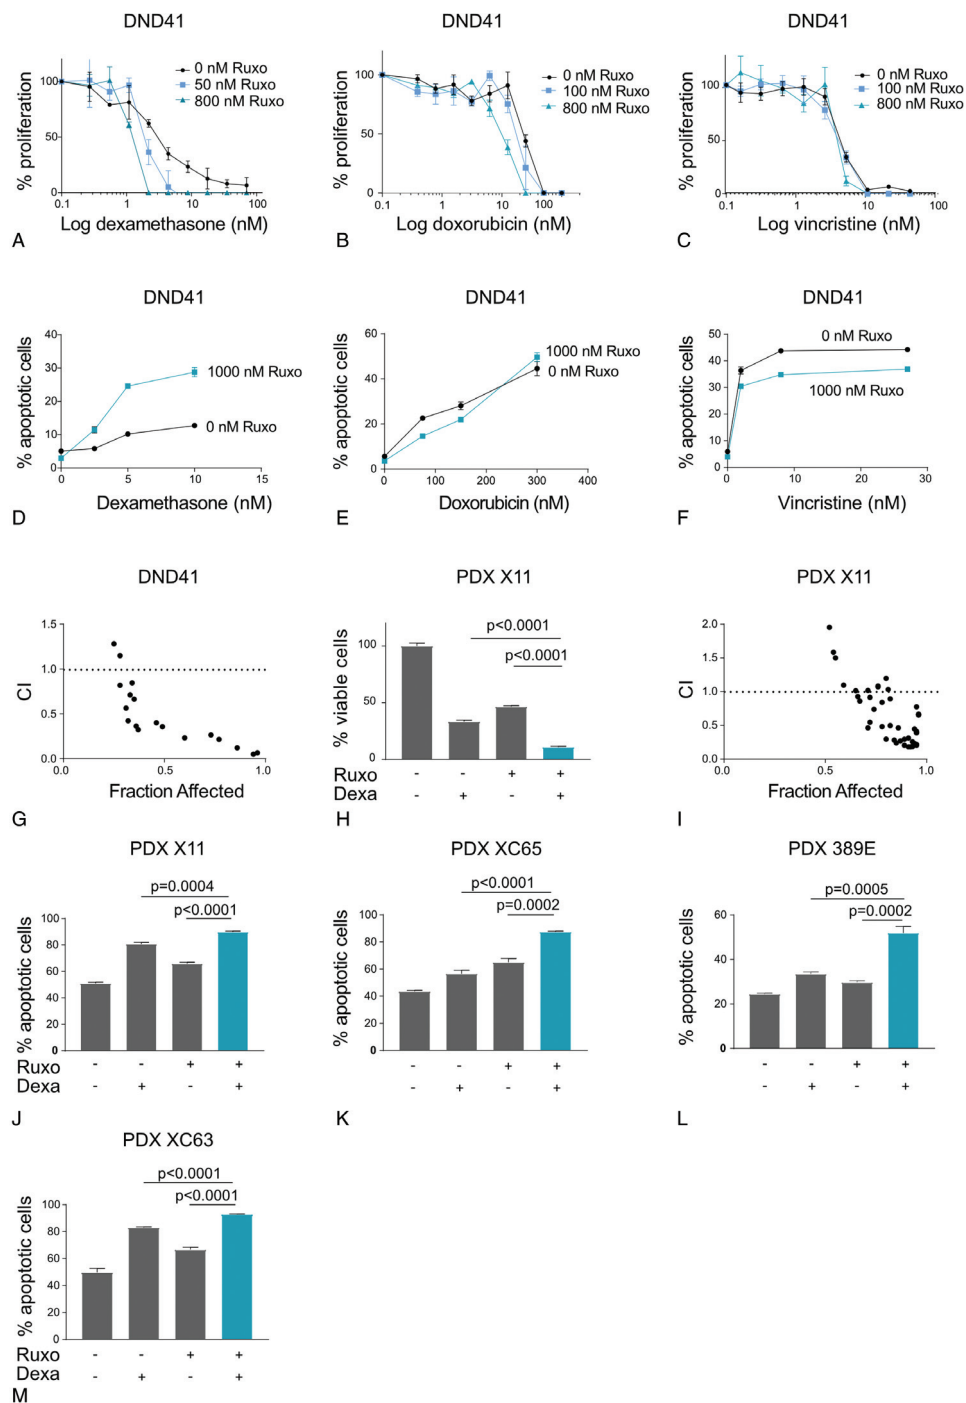 DND41
100
50
0
0.1
1
10
100
0 nM Ruxo
50 nM Ruxo
800 nM Ruxo
% proliferation
Log dexamethasone (nM)
A
DND41
100
50
0
0.1
1
10
100
0 nM Ruxo
100 nM Ruxo
800 nM Ruxo
% proliferation
Log doxorubicin (nM)
B
DND41
100
50
0
0.1
1
10
100
0 nM Ruxo
100 nM Ruxo
800 nM Ruxo
% proliferation
Log vincristine (nM)
C
DND41
40
30
20
10
0
0
5
10
15
1000 nM Ruxo
0 nM Ruxo
% apoptotic cells
Dexamethasone (nM)
D
DND41
60
40
20
0
0
100
200
300
400
1000 nM Ruxo
0 nM Ruxo
% apoptotic cells
Doxorubicin (nM)
E
DND41
50
40
30
20
10
0
0
10
20
30
0 nM Ruxo
1000 nM Ruxo
% apoptotic cells
Vincristine (nM)
F
DND41
1.5
1.0
0.5
0.0
0.0
0.5
1.0
CI
Fraction Affected
G
PDX X11
p<0.0001
p<0.0001
100
50
0
% viable cells
Ruxo - - + +
Dexa - + - +
H
PDX X11
2.0
1.5
1.0
0.5
0.0
0.0
0.5
1.0
CI
Fraction Affected
I
PDX X11
p=0.0004
p<0.0001
100
80
60
40
20
0
% apoptotic cells
Ruxo - - + +
Dexa - + - +
J
PDX XC65
p<0.0001
p=0.0002
100
80
60
40
20
0
% apoptotic cells
- - + +
- + - +
K
PDX 389E
p=0.0005
p=0.0002
60
40
20
0
% apoptotic cells
- - + +
- + - +
L
PDX XC63
p<0.0001
p<0.0001
100
80
60
40
20
0
% apoptotic cells
Ruxo - - + +
Dexa - + - +
M